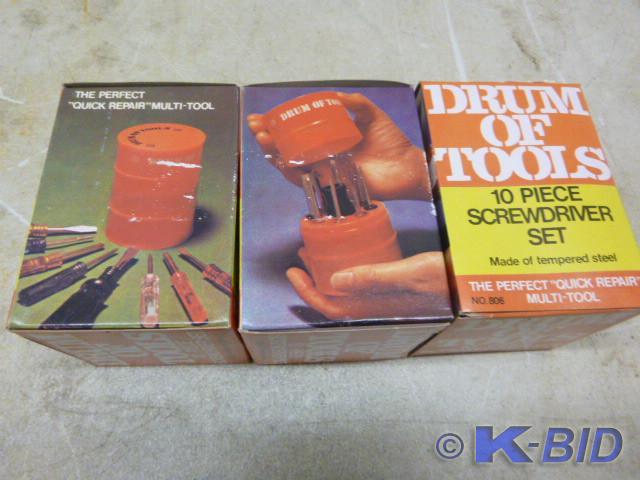 THE PERFECT
"QUICK REPAIR" MULTI-TOOL
DRUM OF TOO
DRUM
OF
TOOLS
10 PIECE
SCREWDRIVER
SET
Made of tempered steel
THE PERFECT "QUICK REPAIR"
NO. 806 MULTI-TOOL
© K-BID